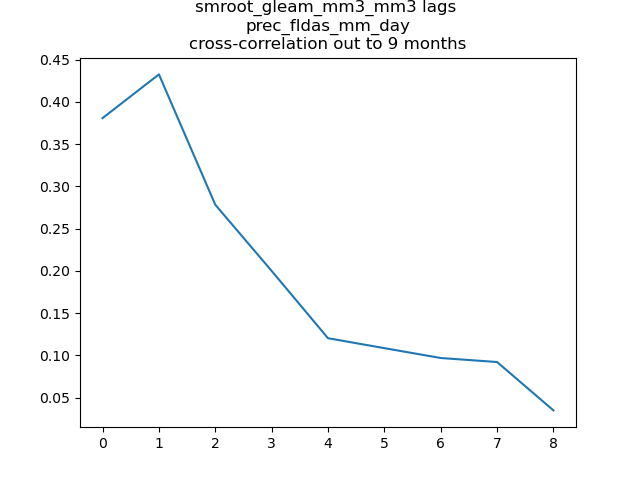 smroot_gleam_mm3_mm3 lags
prec_fldas_mm_day
cross-correlation out to 9 months
0.45
0.40
0.35
0.30
0.25
0.20
0.15
0.10
0.05
0 1 2 3 4 5 6 7 8